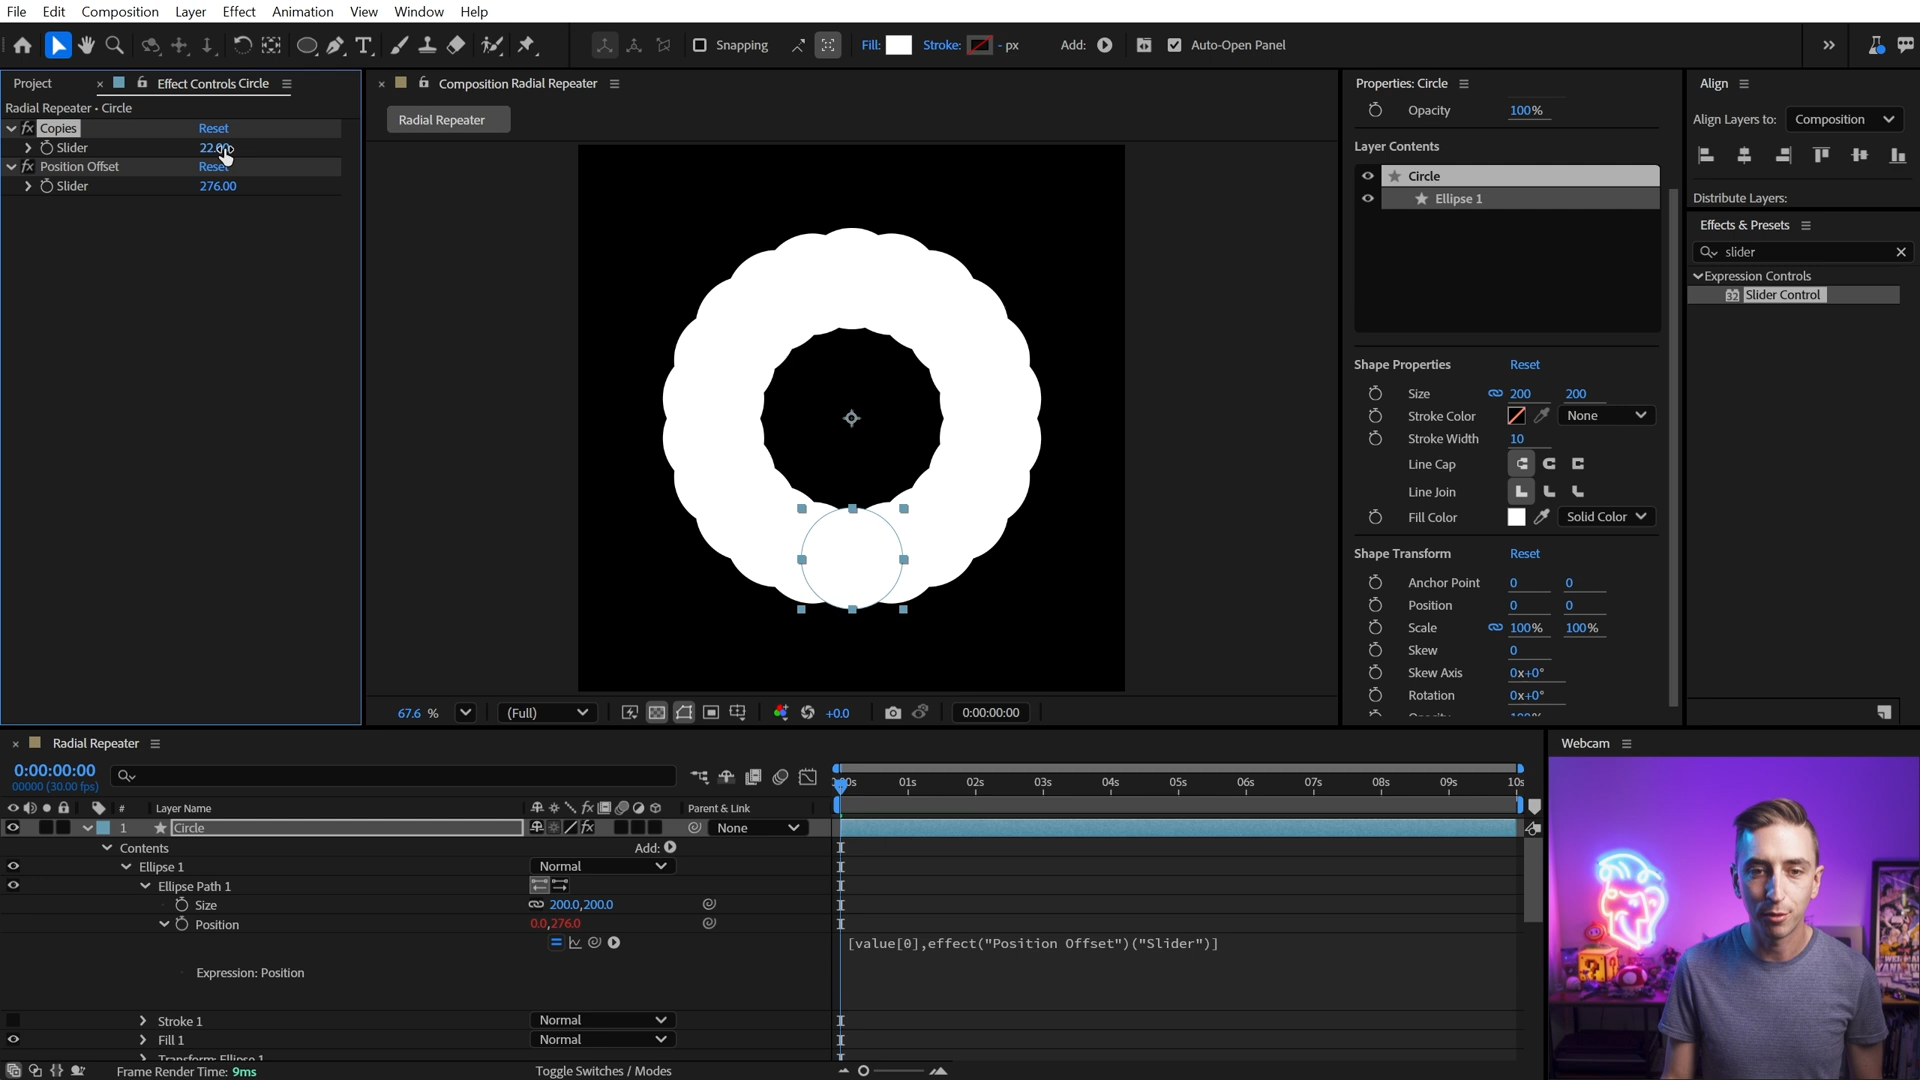 File Edit Composition Layer Effect Animation View Window Help
Snapping Fill: Stroke: - px Add: Auto-Open Panel
Project × Effect Controls Circle
Radial Repeater • Circle
fx Copies Reset
Slider
fx Position Offset Reset
Slider 276.00
× Composition Radial Repeater
Radial Repeater
67.6 % (Full) +0.0 0:00:00:00
Properties: Circle
Opacity 100%
Layer Contents
Circle
Ellipse 1
Shape Properties Reset
Size 200 200
Stroke Color None
Stroke Width 10
Line Cap
Line Join
Fill Color Solid Color
Shape Transform Reset
Anchor Point 0 0
Position 0 0
Scale 100% 100%
Skew 0
Skew Axis 0x+0°
Rotation 0x+0°
Align
Align Layers to: Composition
Distribute Layers:
Effects & Presets
slider
Expression Controls
32 Slider Control
× Radial Repeater
0:00:00:00
00000 (30.00 fps)
01s 02s 03s 04s 05s 06s 07s 08s 09s 10s
# Layer Name fx Parent & Link
1 Circle fx None
Contents Add:
Ellipse 1 Normal
Ellipse Path 1
Size 200.0,200.0
Position 0.0,276.0
[value[0],effect("Position Offset")("Slider")]
Expression: Position
Stroke 1 Normal
Fill 1 Normal
Transform: Ellipse 1
Frame Render Time: 9ms Toggle Switches / Modes
Webcam